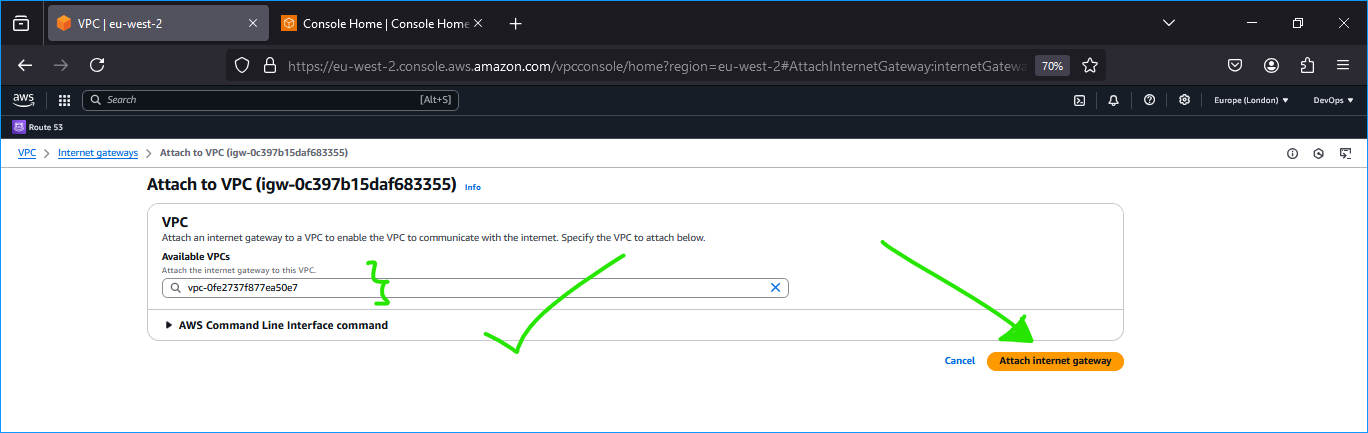 VPC | eu-west-2
Console Home | Console Home
https://eu-west-2.console.aws.amazon.com/vpcconsole/home?region=eu-west-2#AttachInternetGateway:internetGatewa
70%
aws
Search
[Alt+S]
Europe (London)
DevOps
Route 53
VPC > Internet gateways > Attach to VPC (igw-0c397b15daf683355)
Attach to VPC (igw-0c397b15daf683355) Info
VPC
Attach an internet gateway to a VPC to enable the VPC to communicate with the internet. Specify the VPC to attach below.
Available VPCs
Attach the internet gateway to this VPC.
vpc-0fe2737f877ea50e7
AWS Command Line Interface command
Cancel
Attach internet gateway